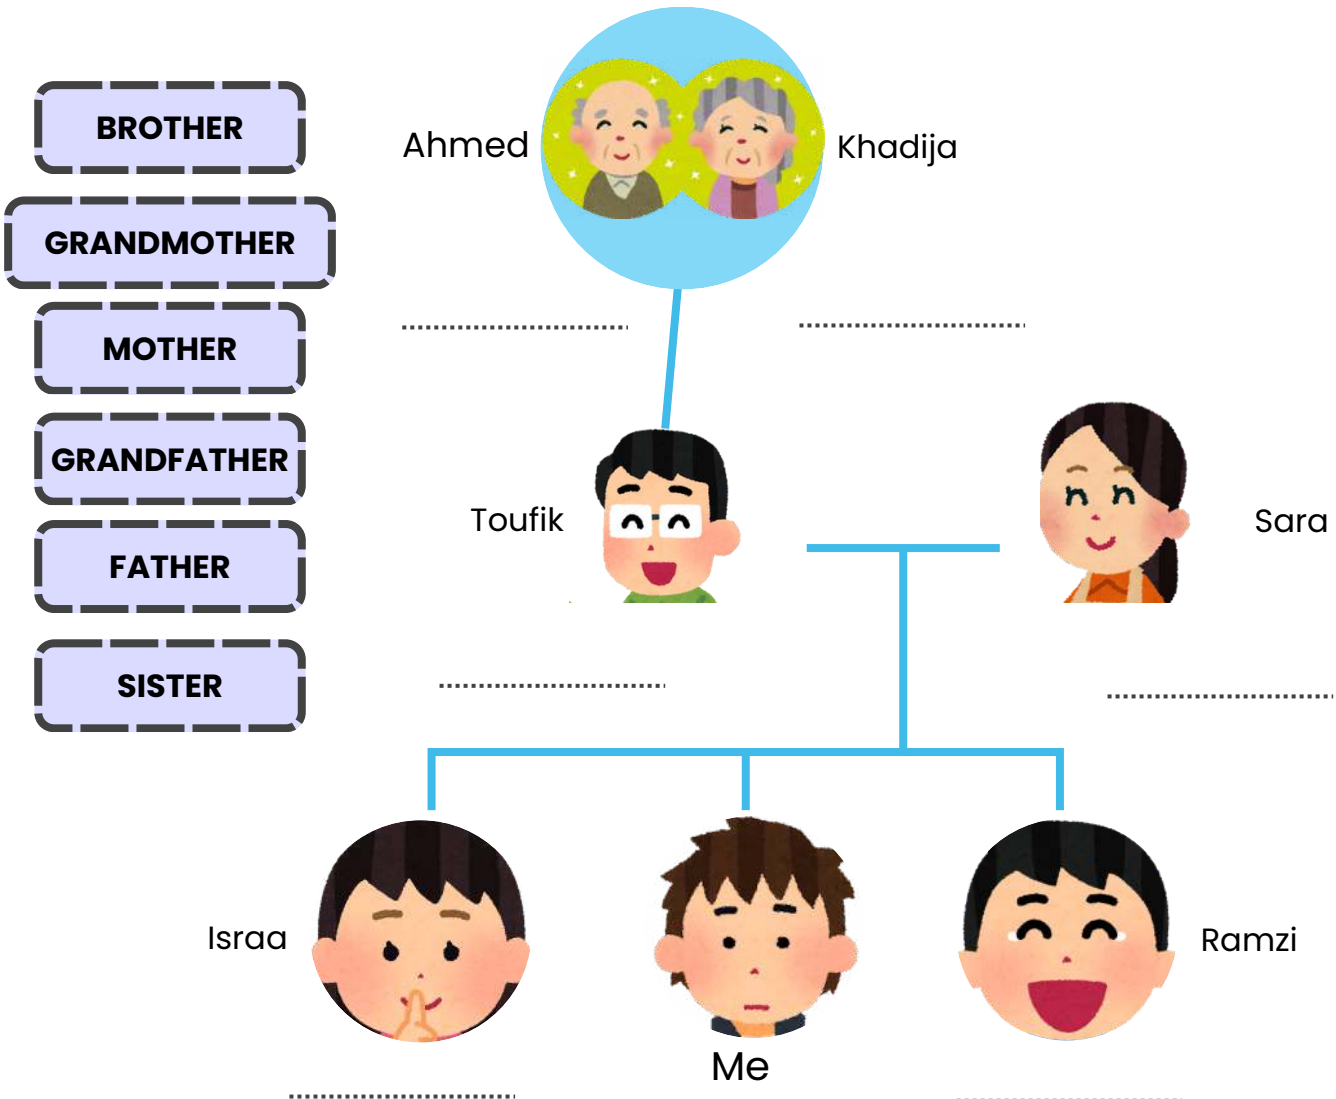 BROTHER
GRANDMOTHER
MOTHER
GRANDFATHER
FATHER
SISTER
Ahmed
Khadija
Toufik
Sara
Israa
Me
Ramzi